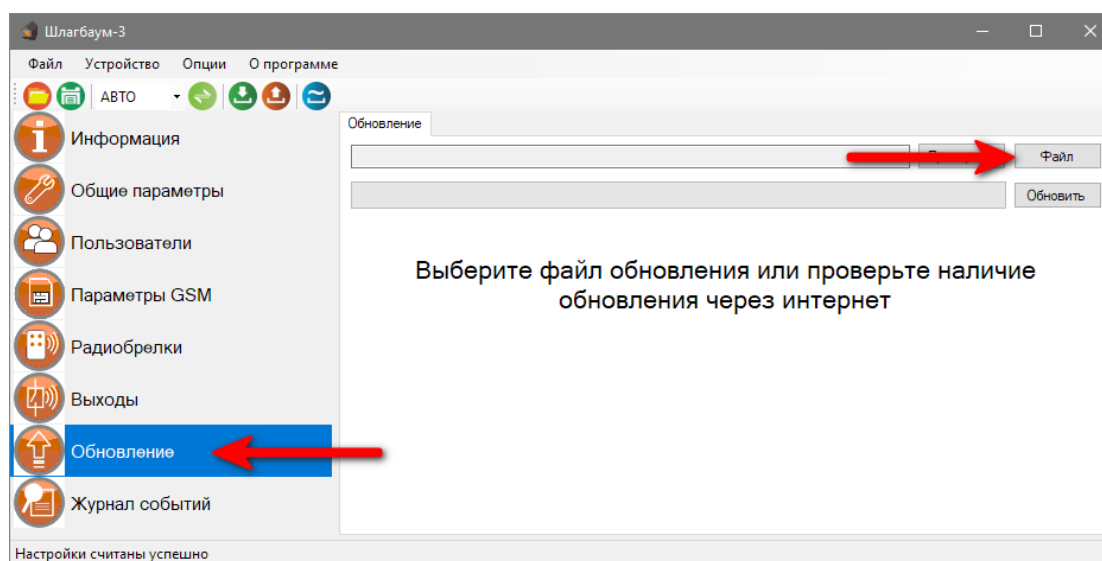 Шлагбаум-3
Файл Устройство Опции О программе
АВТО
Информация
Общие параметры
Пользователи
Параметры GSM
Радиобрелки
Выходы
Обновление
Журнал событий
Обновление
Файл
Обновить
Выберите файл обновления или проверьте наличие
обновления через интернет
Настройки считаны успешно